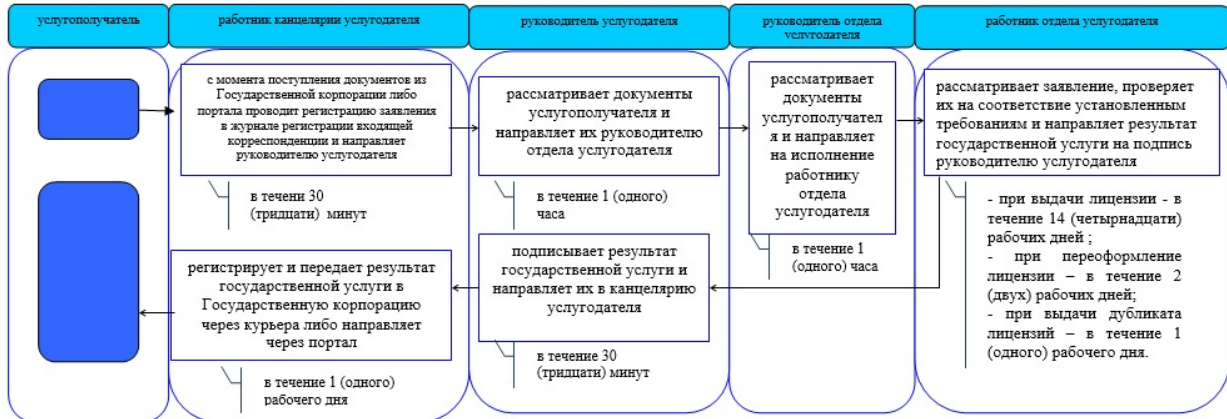 услугополучатель
работник канцелярии услугодателя
руководитель услугодателя
руководитель отдела
услугодателя
работник отдела услугодателя
с момента поступления документов из
Государственной корпорации либо
портала проводит регистрацию заявления
в журнале регистрации входящей
корреспонденции и направляет
руководителю услугодателя
в течени 30
(тридцати) минут
рассматривает документы
услугополучателя и
направляет их руководителю
отдела услугодателя
в течение 1 (одного)
часа
рассматривает
документы
услугополучател
я и направляет
на исполнение
работнику
отдела
услугодателя
в течение 1
(одного) часа
рассматривает заявление, проверяет
их на соответствие установленным
требованиям и направляет результат
государственной услуги на подпись
руководителю услугодателя
- при выдачи лицензии - в
течение 14 (четырнадцати)
рабочих дней ;
- при переоформление
лицензии – в течение 2
(двух) рабочих дней;
- при выдачи дубликата
лицензий – в течение 1
(одного) рабочего дня.
подписывает результат
государственной услуги и
направляет их в канцелярию
услугодателя
в течение 30
(тридцати) минут
регистрирует и передает результат
государственной услуги в
Государственную корпорацию
через курьера либо направляет
через портал
в течение 1 (одного)
рабочего дня